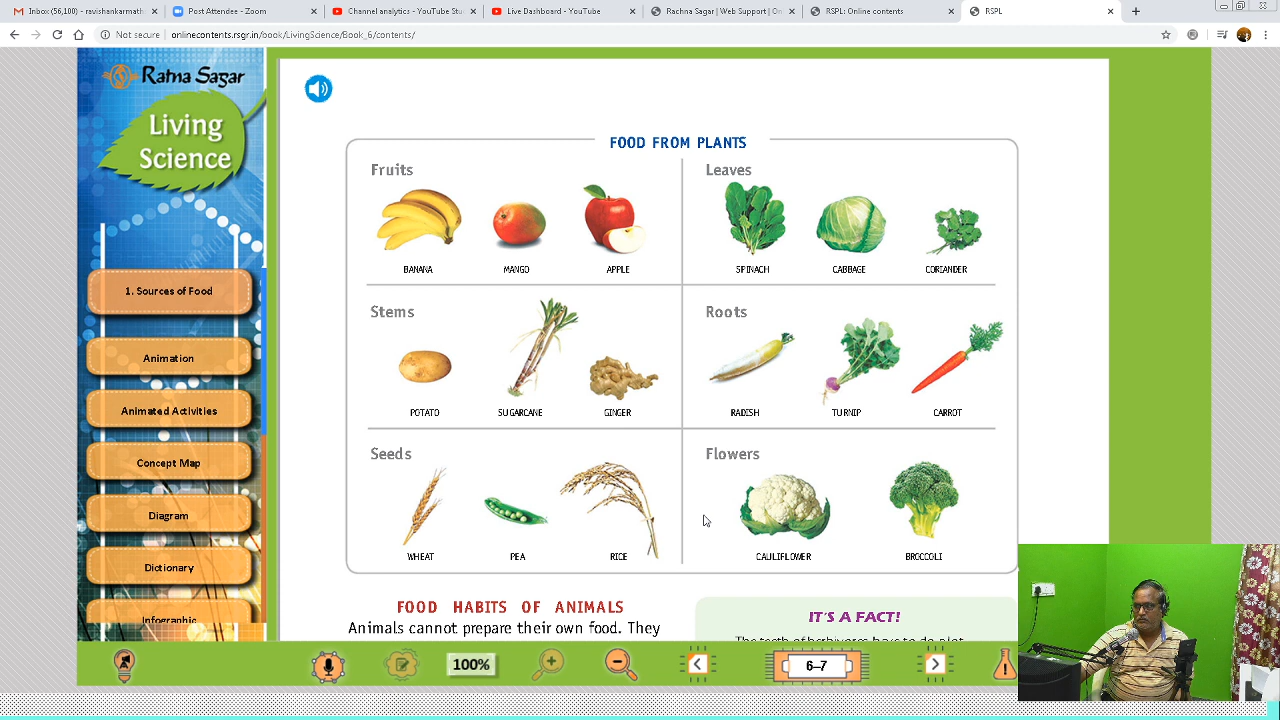 Inbox (56,100) - ravishankarmath
Post Attendee - Zoom
Channel analytics - YouTube Stu
Live Dashboard - YouTube
Rachna Sagar | Web Support | On
RSPL: Online contents
RSPL
Not secure | onlinecontents.rsgr.in/book/LivingScience/Book_6/contents/
Ratna Sagar
Living
Science
1. Sources of Food
Animation
Animated Activities
Concept Map
Diagram
Dictionary
Infographic
FOOD FROM PLANTS
Fruits
BANANA
MANGO
APPLE
Leaves
SPINACH
CABBAGE
CORIANDER
Stems
POTATO
SUGARCANE
GINGER
Roots
RADISH
TURNIP
CARROT
Seeds
WHEAT
PEA
RICE
Flowers
CAULIFLOWER
BROCCOLI
FOOD HABITS OF ANIMALS
Animals cannot prepare their own food. They
IT'S A FACT!
100%
6–7